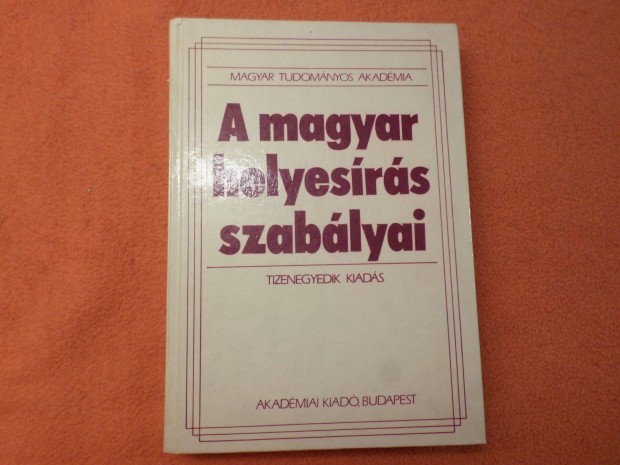 MAGYAR TUDOMÁNYOS AKADÉMIA
A magyar
helyesírás
szabályai
TIZENEGYEDIK KIADÁS
AKADÉMIAI KIADÓ, BUDAPEST